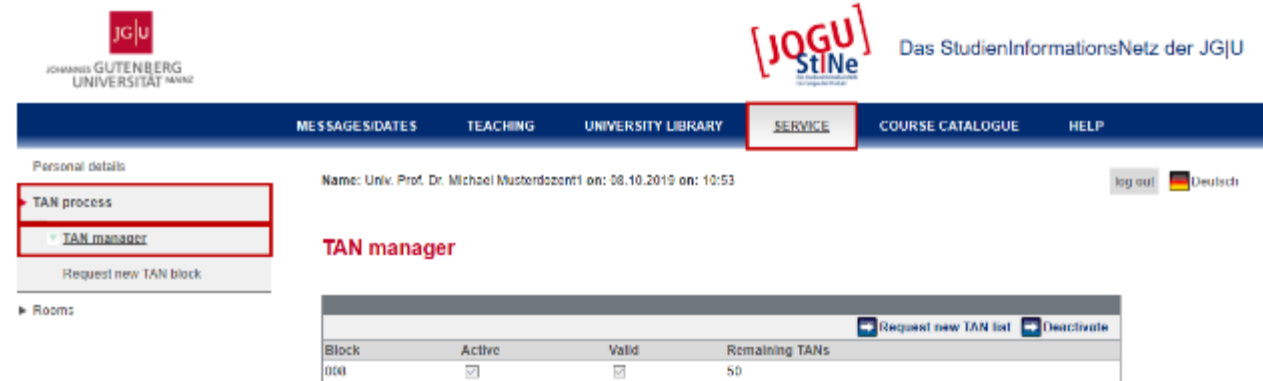 JG|U
JOHANNES GUTENBERG
UNIVERSITÄT MAINZ
[JOGU
StINe]
Das StudienInformationsNetz der JG|U
MESSAGES/DATES TEACHING UNIVERSITY LIBRARY SERVICE COURSE CATALOGUE HELP
Personal details
Name: Univ. Prof. Dr. Michael Musterdozent1 on: 08.10.2019 on: 10:53
log out Deutsch
TAN process
TAN manager
Request new TAN block
Rooms
TAN manager
Request new TAN list Deactivate
Block Active Valid Remaining TANs
008 50